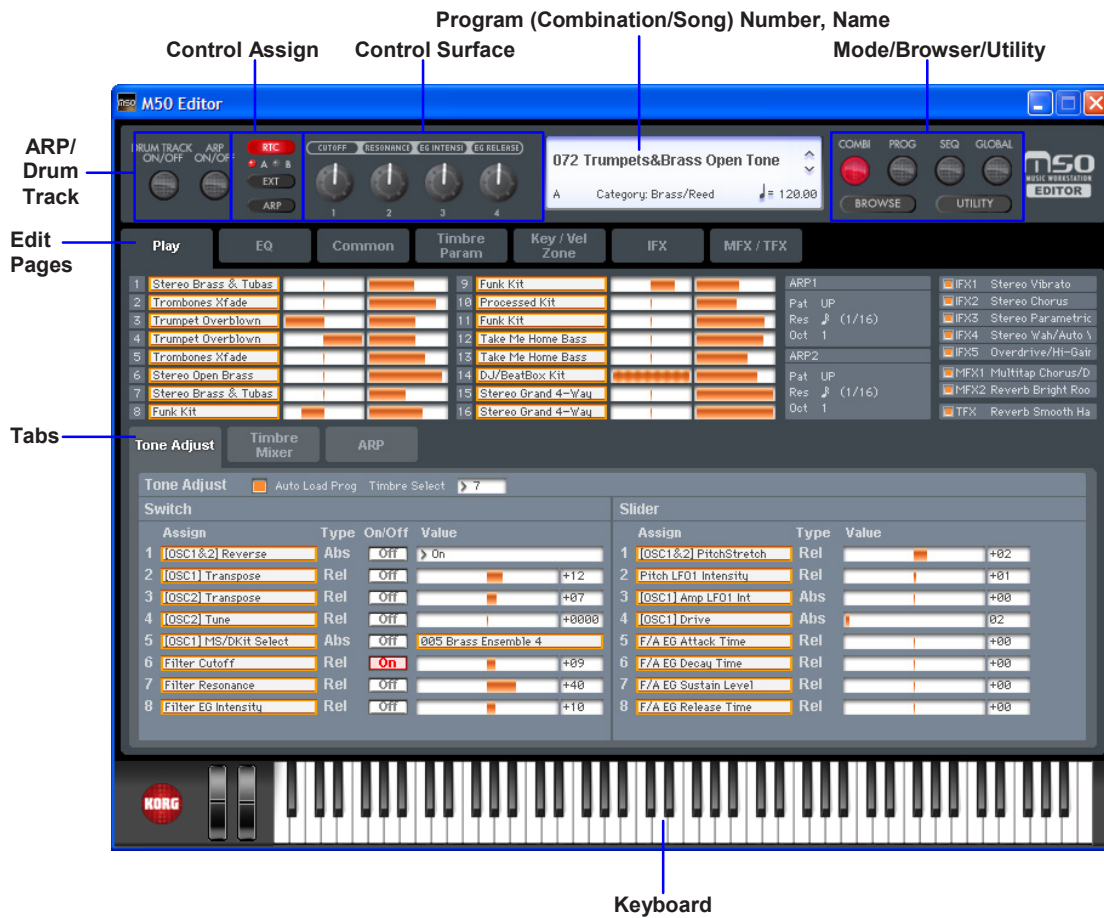 Program (Combination/Song) Number, Name
Control Assign
Control Surface
Mode/Browser/Utility
M50 Editor
ARP/
Drum
Track
DRUM TRACK ON/OFF
ARP ON/OFF
RTC
A B
EXT
ARP
CUTOFF RESONANCE EG INTENSI EG RELEASE
1 2 3 4
072 Trumpets&Brass Open Tone
A Category: Brass/Reed ♩= 120.00
COMBI PROG SEQ GLOBAL
BROWSE UTILITY
M50
MUSIC WORKSTATION
EDITOR
Edit
Pages
Play EQ Common Timbre Param Key / Vel Zone IFX MFX / TFX
1 Stereo Brass & Tubas
2 Trombones Xfade
3 Trumpet Overblown
4 Trumpet Overblown
5 Trombones Xfade
6 Stereo Open Brass
7 Stereo Brass & Tubas
8 Funk Kit
9 Funk Kit
10 Processed Kit
11 Funk Kit
12 Take Me Home Bass
13 Take Me Home Bass
14 DJ/BeatBox Kit
15 Stereo Grand 4-Way
16 Stereo Grand 4-Way
ARP1
Pat UP
Res ♪ (1/16)
Oct 1
ARP2
Pat UP
Res ♪ (1/16)
Oct 1
IFX1 Stereo Vibrato
IFX2 Stereo Chorus
IFX3 Stereo Parametric
IFX4 Stereo Wah/Auto \
IFX5 Overdrive/Hi-Gair
MFX1 Multitap Chorus/D
MFX2 Reverb Bright Roo
TFX Reverb Smooth Ha
Tabs
Tone Adjust Timbre Mixer ARP
Tone Adjust Auto Load Prog Timbre Select 7
Switch
Assign Type On/Off Value
1 [OSC1&2] Reverse Abs Off On
2 [OSC1] Transpose Rel Off +12
3 [OSC2] Transpose Rel Off +07
4 [OSC2] Tune Rel Off +0000
5 [OSC1] MS/DKit Select Abs Off 005 Brass Ensemble 4
6 Filter Cutoff Rel On +09
7 Filter Resonance Rel Off +40
8 Filter EG Intensity Rel Off +10
Slider
Assign Type Value
1 [OSC1&2] PitchStretch Rel +02
2 Pitch LFO1 Intensity Rel +01
3 [OSC1] Amp LFO1 Int Abs +00
4 [OSC1] Drive Abs 02
5 F/A EG Attack Time Rel +00
6 F/A EG Decay Time Rel +00
7 F/A EG Sustain Level Rel +00
8 F/A EG Release Time Rel +00
KORG
Keyboard